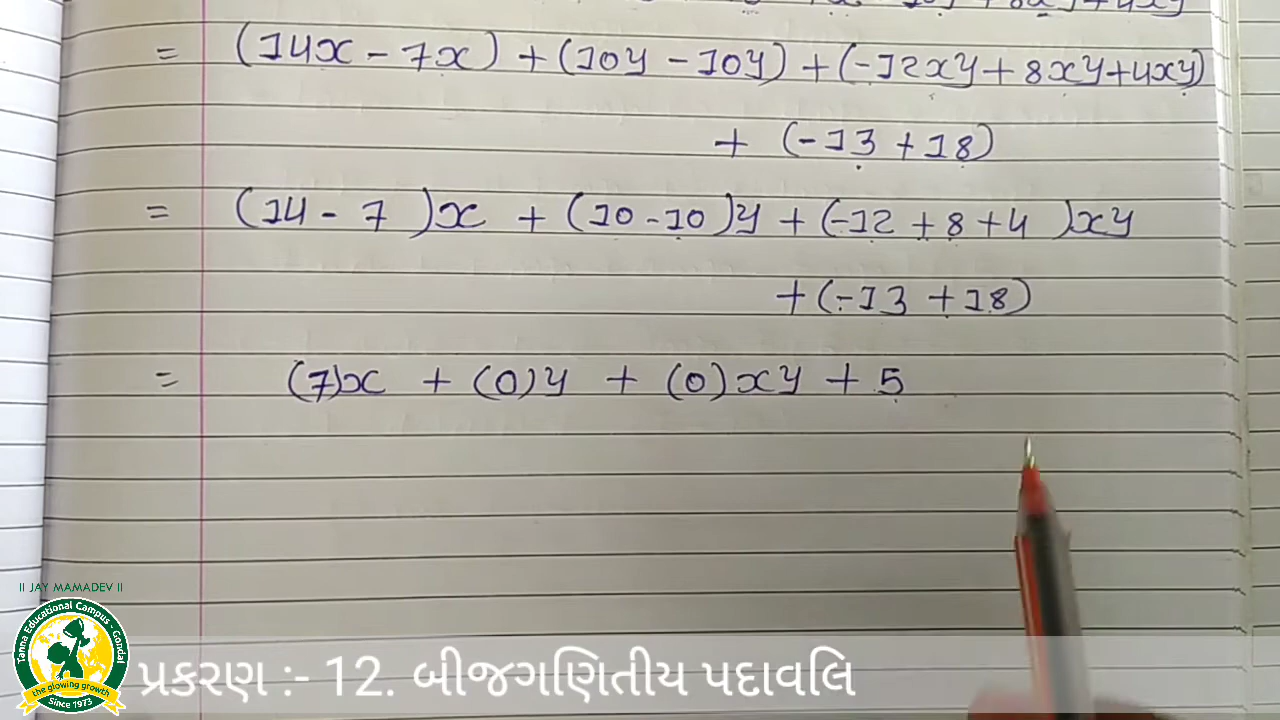 = (14x - 7x) + (10y - 10y) + (-12xy + 8xy + 4xy)
+ (-13 + 18)
= (14 - 7 )x + (10 - 10)y + (-12 + 8 + 4 )xy
+ (-13 + 18)
= (7)x + (0)y + (0)xy + 5
|| JAY MAMADEV ||
Tanna Educational Campus - Gondal
the glowing growth
Since 1973
પ્રકરણ :- 12. બીજગણિતીય પદાવલિ